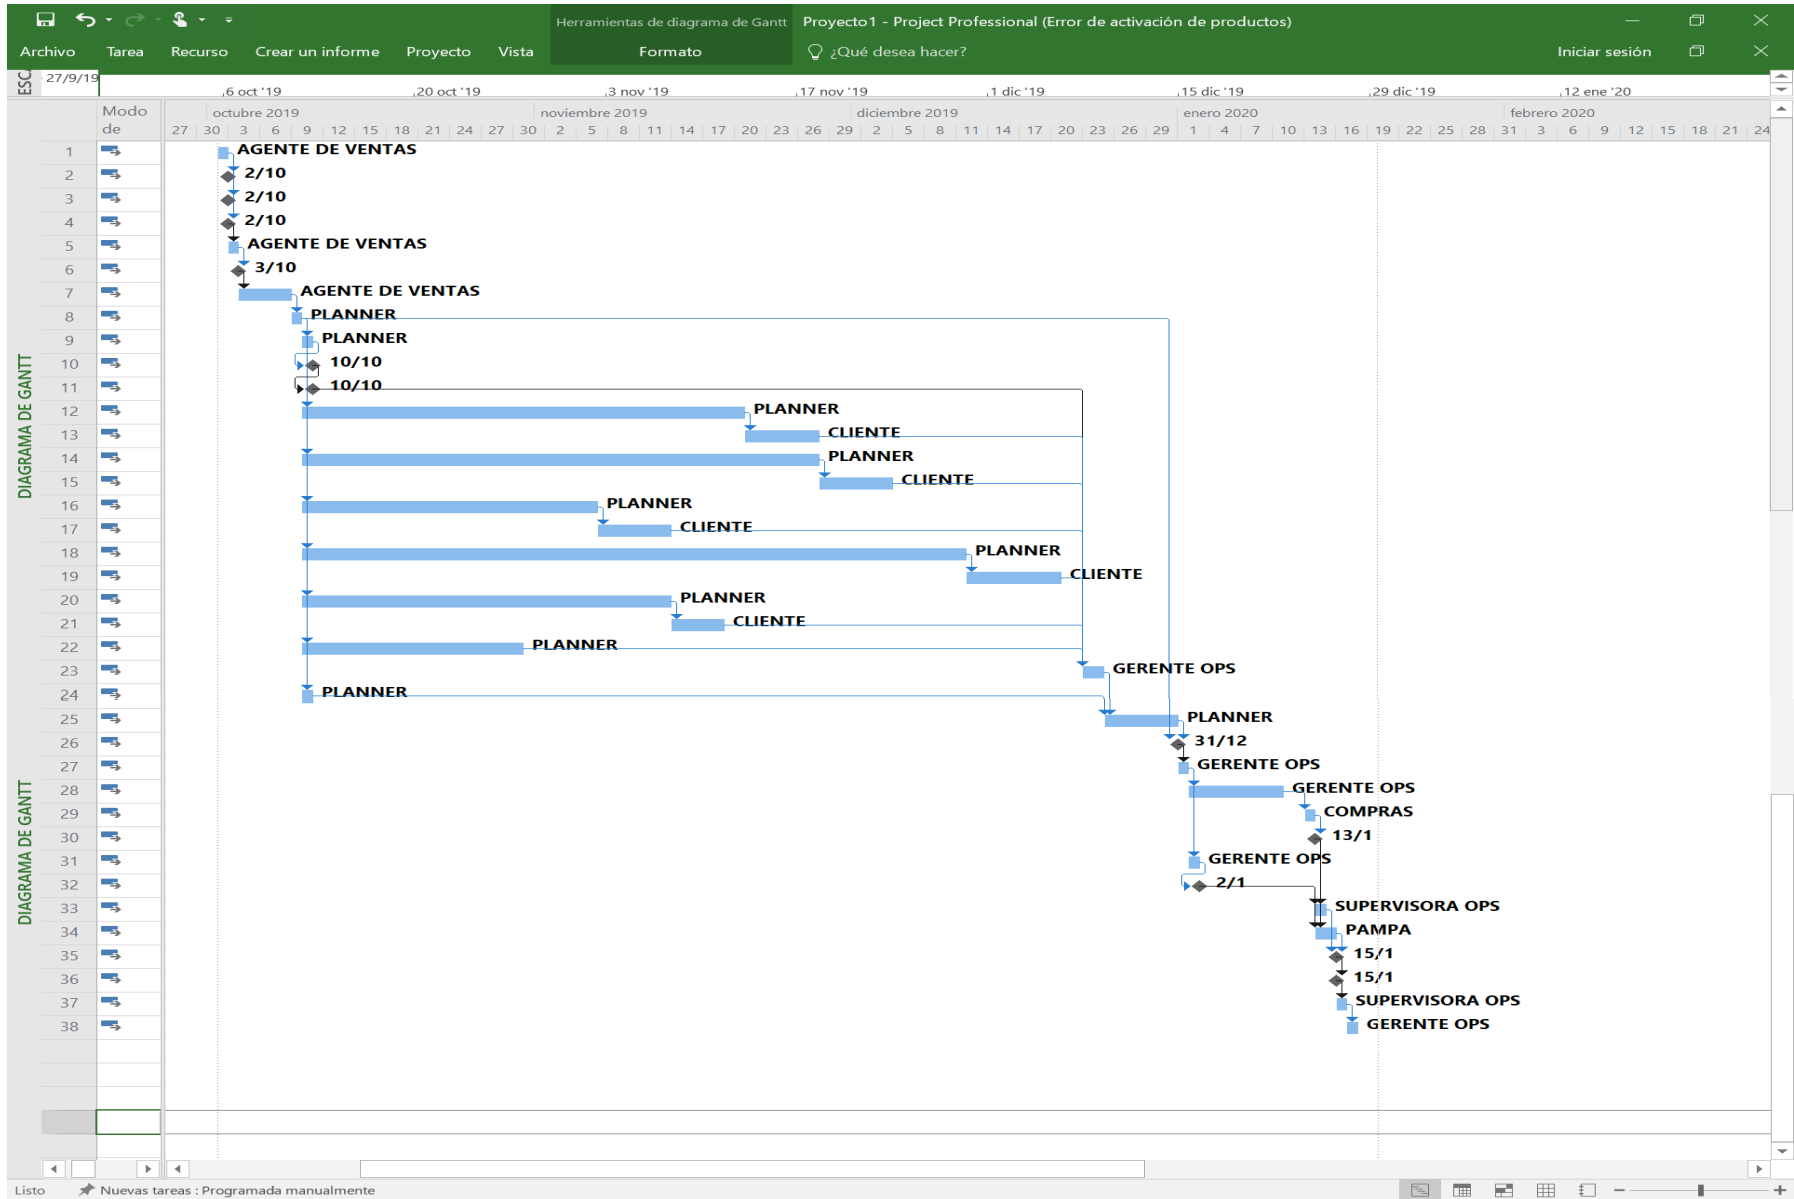 Herramientas de diagrama de Gantt Proyecto1 - Project Professional (Error de activación de productos)
Archivo Tarea Recurso Crear un informe Proyecto Vista Formato ¿Qué desea hacer? Iniciar sesión
27/9/19
6 oct '19 20 oct '19 3 nov '19 17 nov '19 1 dic '19 15 dic '19 29 dic '19 12 ene '20
Modo de
octubre 2019 noviembre 2019 diciembre 2019 enero 2020 febrero 2020
27 30 3 6 9 12 15 18 21 24 27 30 2 5 8 11 14 17 20 23 26 29 2 5 8 11 14 17 20 23 26 29 1 4 7 10 13 16 19 22 25 28 31 3 6 9 12 15 18 21 24
ESC
DIAGRAMA DE GANTT
DIAGRAMA DE GANTT
1 AGENTE DE VENTAS
2 2/10
3 2/10
4 2/10
5 AGENTE DE VENTAS
6 3/10
7 AGENTE DE VENTAS
8 PLANNER
9 PLANNER
10 10/10
11 10/10
12 PLANNER
13 CLIENTE
14 PLANNER
15 CLIENTE
16 PLANNER
17 CLIENTE
18 PLANNER
19 CLIENTE
20 PLANNER
21 CLIENTE
22 PLANNER
23 GERENTE OPS
24 PLANNER
25 PLANNER
26 31/12
27 GERENTE OPS
28 GERENTE OPS
29 COMPRAS
30 13/1
31 GERENTE OPS
32 2/1
33 SUPERVISORA OPS
34 PAMPA
35 15/1
36 15/1
37 SUPERVISORA OPS
38 GERENTE OPS
Listo Nuevas tareas : Programada manualmente